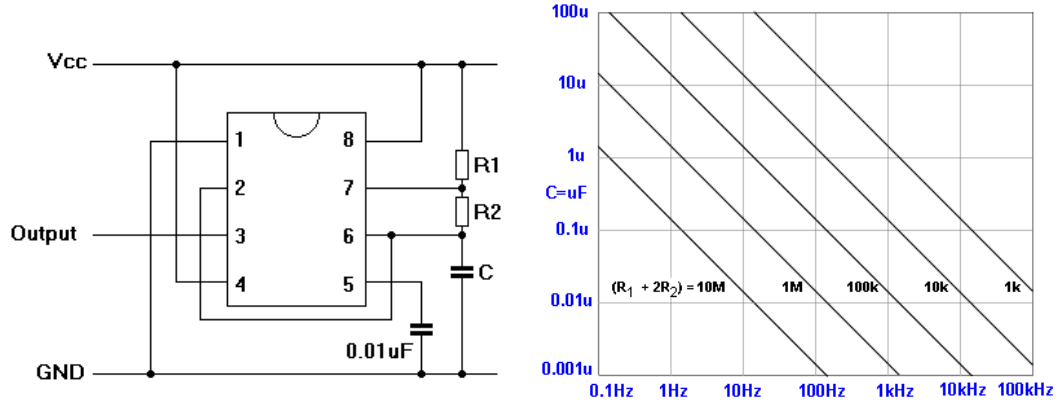 Vcc
1
8
R1
2
7
R2
Output
3
6
C
4
5
0.01uF
GND
100u
10u
1u
C=uF
0.1u
(R1 + 2R2) = 10M 1M 100k 10k 1k
0.01u
0.001u
0.1Hz 1Hz 10Hz 100Hz 1kHz 10kHz 100kHz